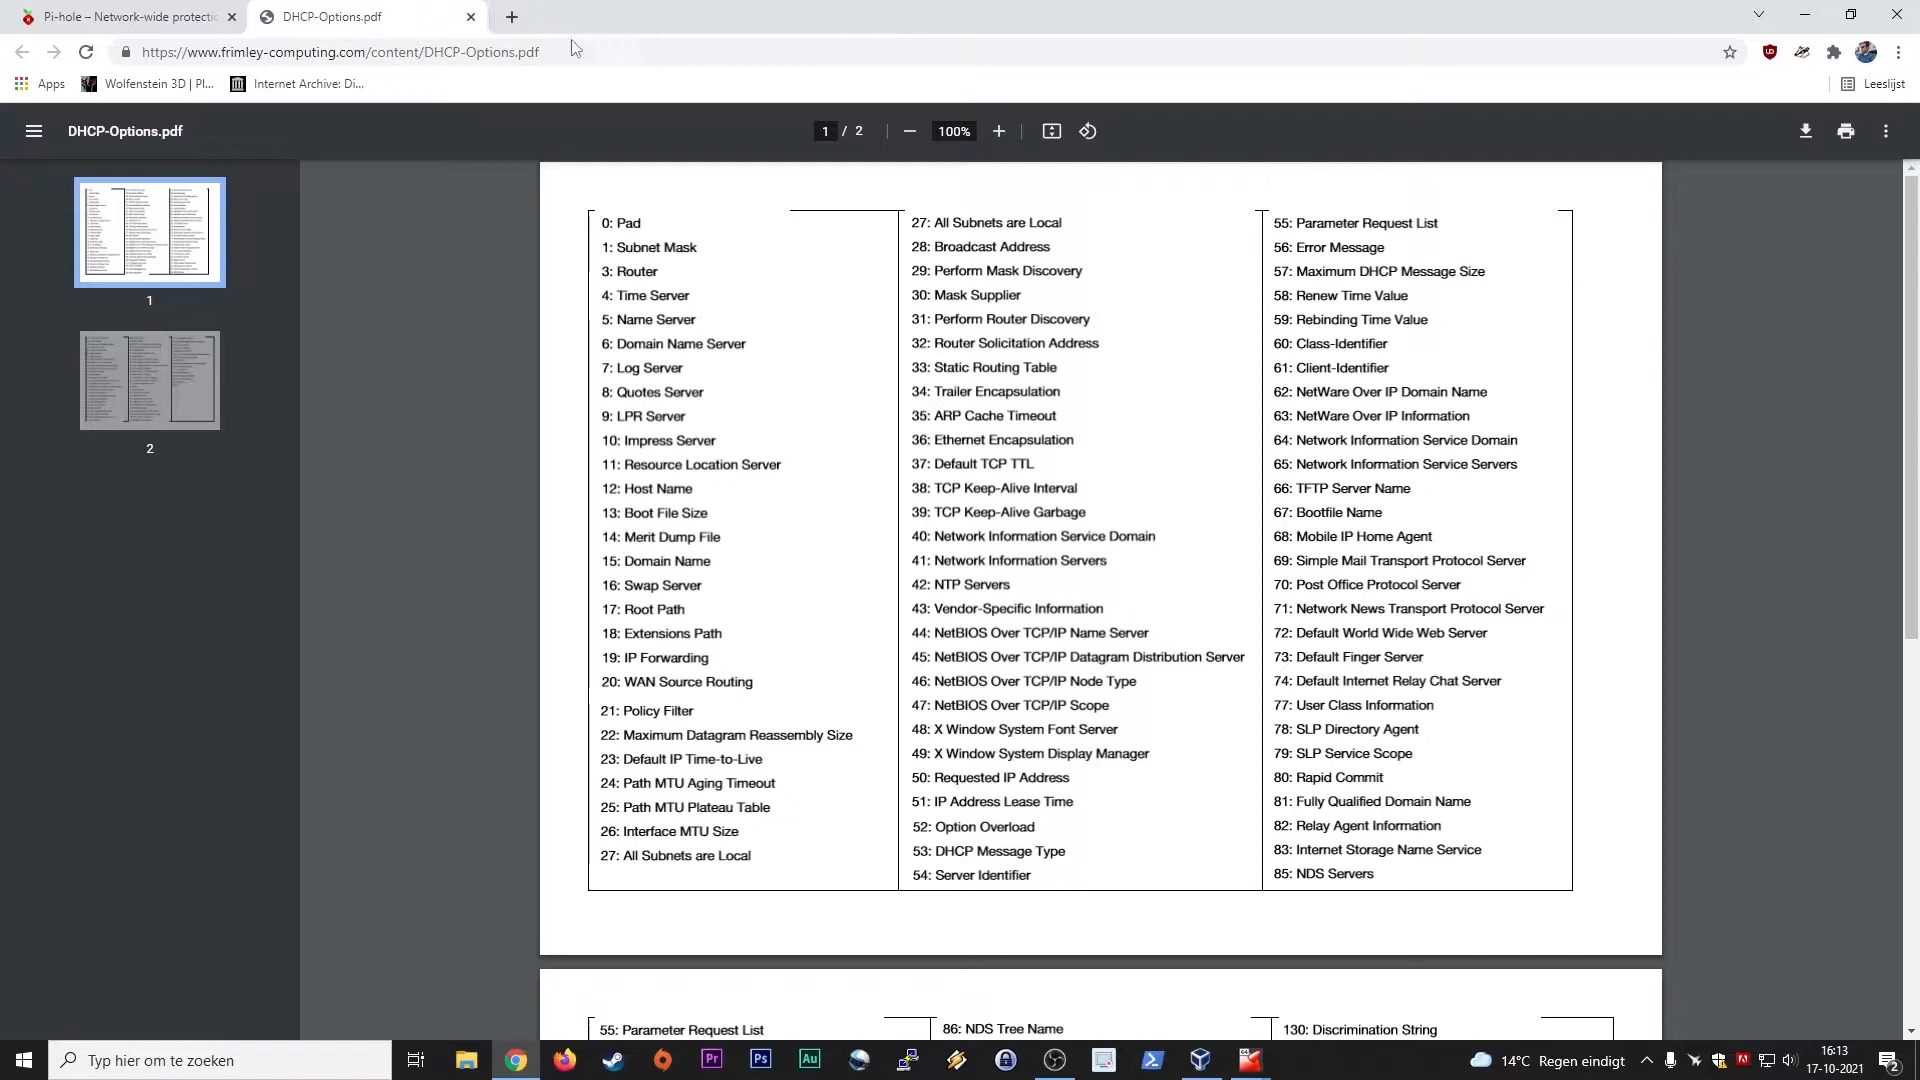 Pi-hole – Network-wide protectio
DHCP-Options.pdf
https://www.frimley-computing.com/content/DHCP-Options.pdf
Apps
Wolfenstein 3D | Pl...
Internet Archive: Di...
Leeslijst
DHCP-Options.pdf
1 / 2
100%
1
2
0: Pad
1: Subnet Mask
3: Router
4: Time Server
5: Name Server
6: Domain Name Server
7: Log Server
8: Quotes Server
9: LPR Server
10: Impress Server
11: Resource Location Server
12: Host Name
13: Boot File Size
14: Merit Dump File
15: Domain Name
16: Swap Server
17: Root Path
18: Extensions Path
19: IP Forwarding
20: WAN Source Routing
21: Policy Filter
22: Maximum Datagram Reassembly Size
23: Default IP Time-to-Live
24: Path MTU Aging Timeout
25: Path MTU Plateau Table
26: Interface MTU Size
27: All Subnets are Local
27: All Subnets are Local
28: Broadcast Address
29: Perform Mask Discovery
30: Mask Supplier
31: Perform Router Discovery
32: Router Solicitation Address
33: Static Routing Table
34: Trailer Encapsulation
35: ARP Cache Timeout
36: Ethernet Encapsulation
37: Default TCP TTL
38: TCP Keep-Alive Interval
39: TCP Keep-Alive Garbage
40: Network Information Service Domain
41: Network Information Servers
42: NTP Servers
43: Vendor-Specific Information
44: NetBIOS Over TCP/IP Name Server
45: NetBIOS Over TCP/IP Datagram Distribution Server
46: NetBIOS Over TCP/IP Node Type
47: NetBIOS Over TCP/IP Scope
48: X Window System Font Server
49: X Window System Display Manager
50: Requested IP Address
51: IP Address Lease Time
52: Option Overload
53: DHCP Message Type
54: Server Identifier
55: Parameter Request List
56: Error Message
57: Maximum DHCP Message Size
58: Renew Time Value
59: Rebinding Time Value
60: Class-Identifier
61: Client-Identifier
62: NetWare Over IP Domain Name
63: NetWare Over IP Information
64: Network Information Service Domain
65: Network Information Service Servers
66: TFTP Server Name
67: Bootfile Name
68: Mobile IP Home Agent
69: Simple Mail Transport Protocol Server
70: Post Office Protocol Server
71: Network News Transport Protocol Server
72: Default World Wide Web Server
73: Default Finger Server
74: Default Internet Relay Chat Server
77: User Class Information
78: SLP Directory Agent
79: SLP Service Scope
80: Rapid Commit
81: Fully Qualified Domain Name
82: Relay Agent Information
83: Internet Storage Name Service
85: NDS Servers
55: Parameter Request List
86: NDS Tree Name
130: Discrimination String
Typ hier om te zoeken
Pr
Ps
Au
14°C Regen eindigt
16:13
17-10-2021
2